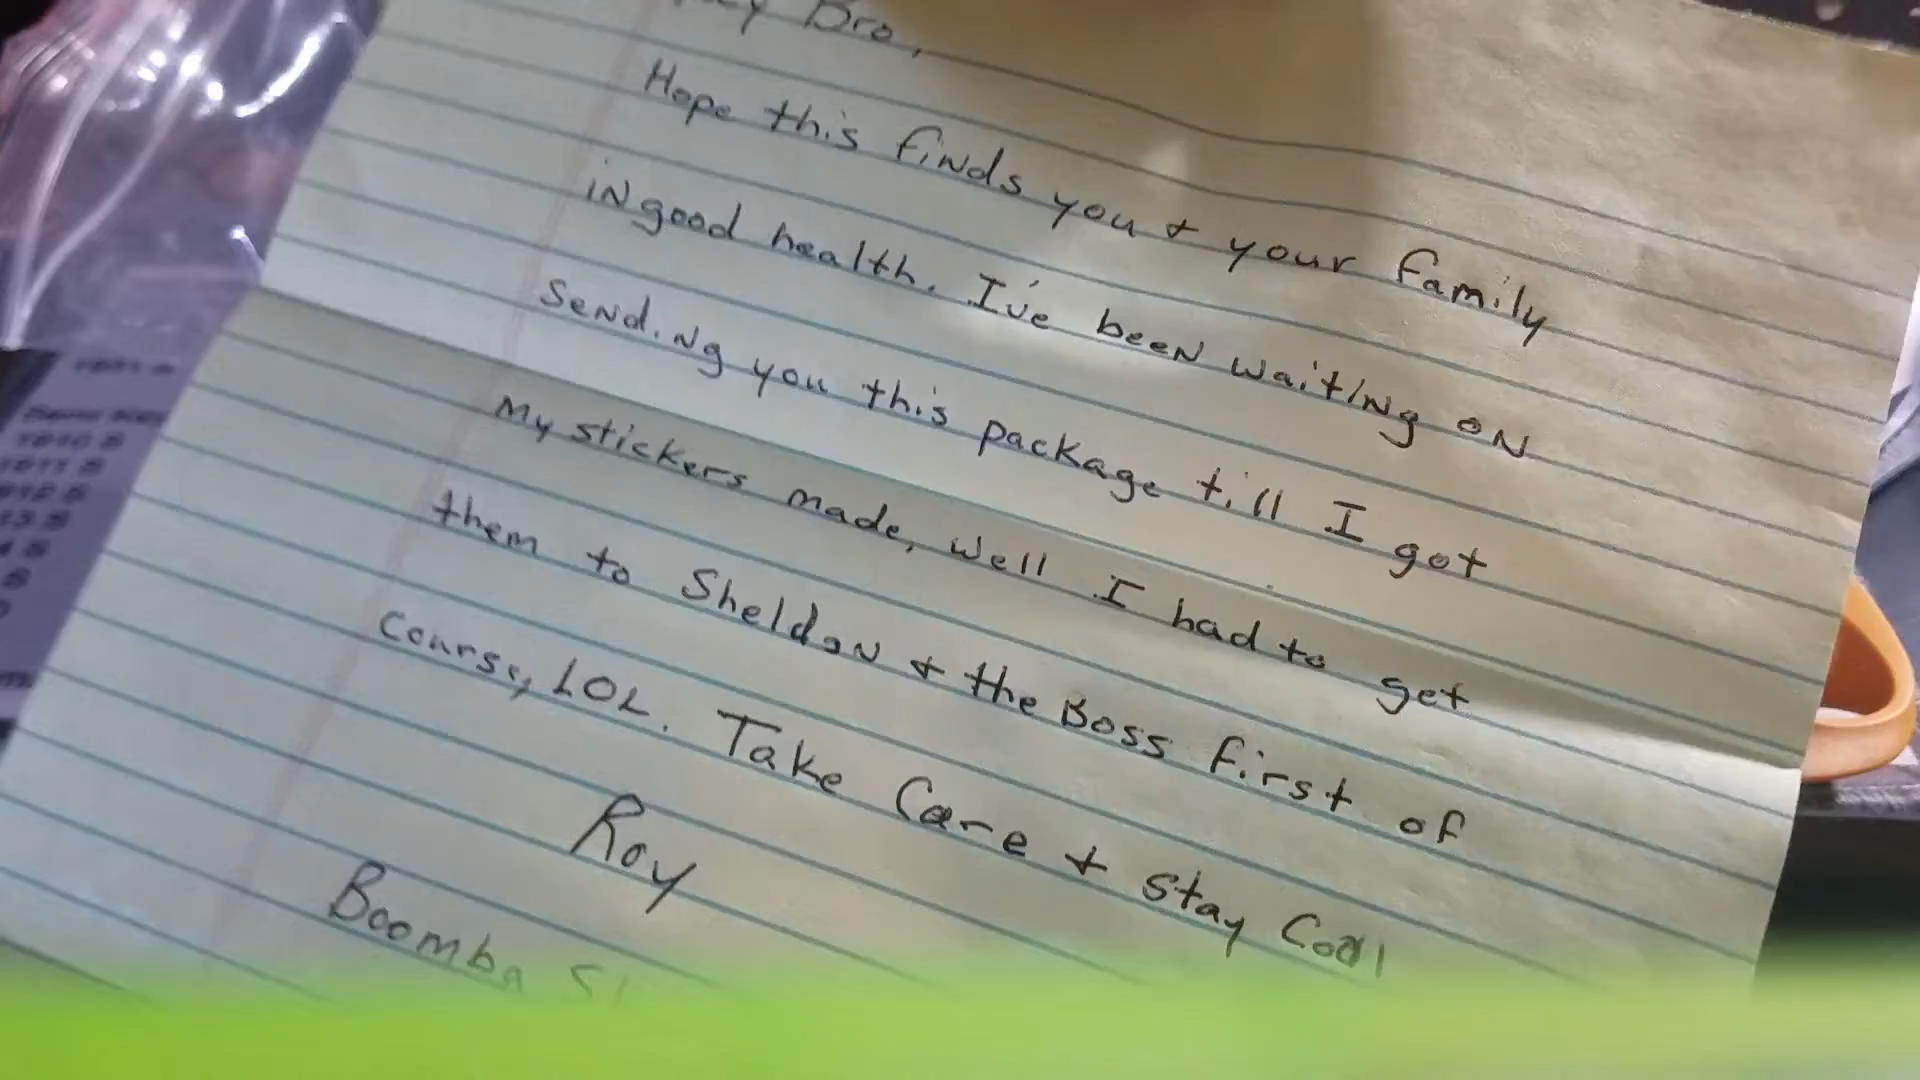 Bro,
Hope this finds you + your family
in good health. I've been waiting on
sending you this package till I got
My stickers made, well I had to get
them to Sheldon + the Boss first of
course, LOL. Take Care + stay Cool
Roy
Boomba